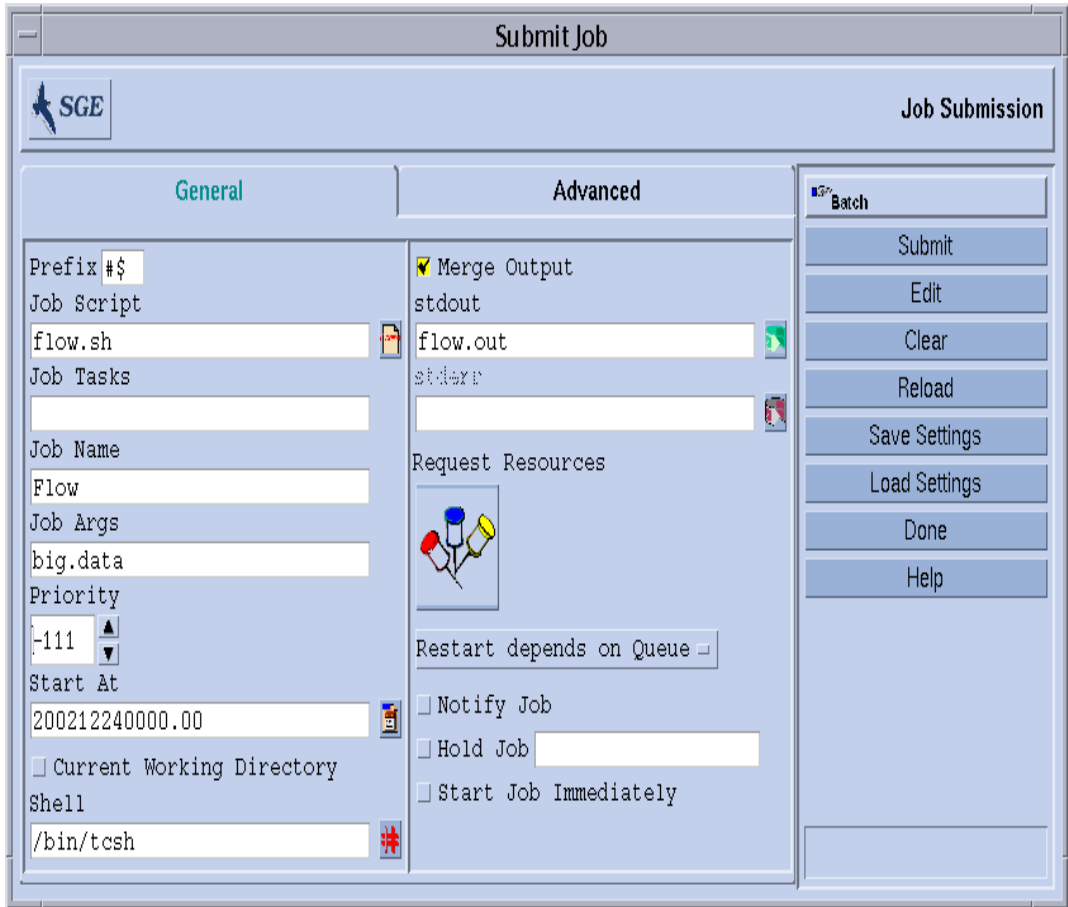 Submit Job
SGE
Job Submission
General
Advanced
Prefix #$
Job Script
flow.sh
Job Tasks
Job Name
Flow
Job Args
big.data
Priority
-111
Start At
200212240000.00
Current Working Directory
Shell
/bin/tcsh
Merge Output
stdout
flow.out
stderr
Request Resources
Restart depends on Queue
Notify Job
Hold Job
Start Job Immediately
Batch
Submit
Edit
Clear
Reload
Save Settings
Load Settings
Done
Help